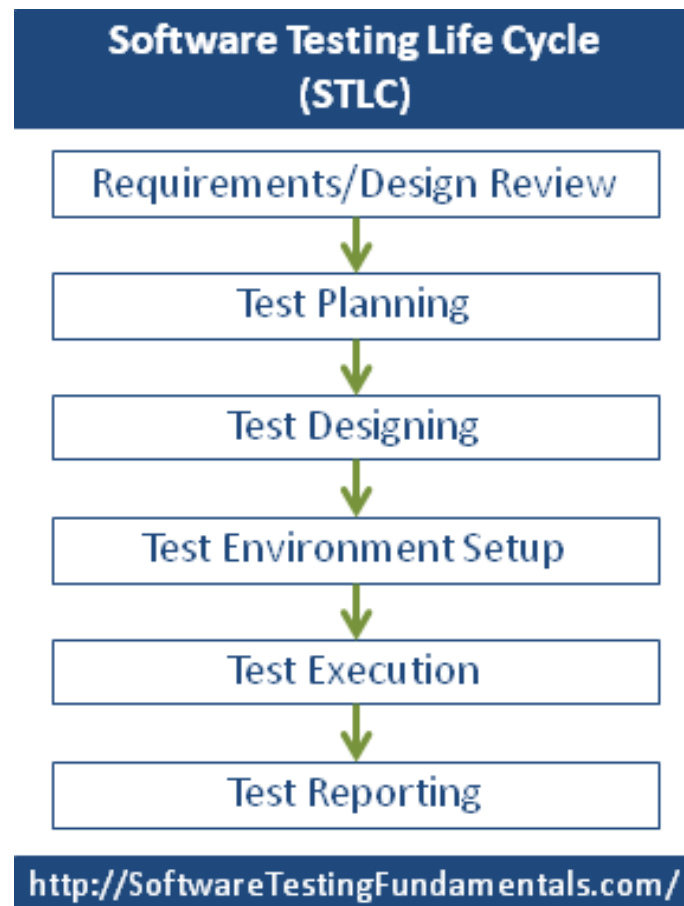 Software Testing Life Cycle
(STLC)
Requirements/Design Review
Test Planning
Test Designing
Test Environment Setup
Test Execution
Test Reporting
http://SoftwareTestingFundamentals.com/